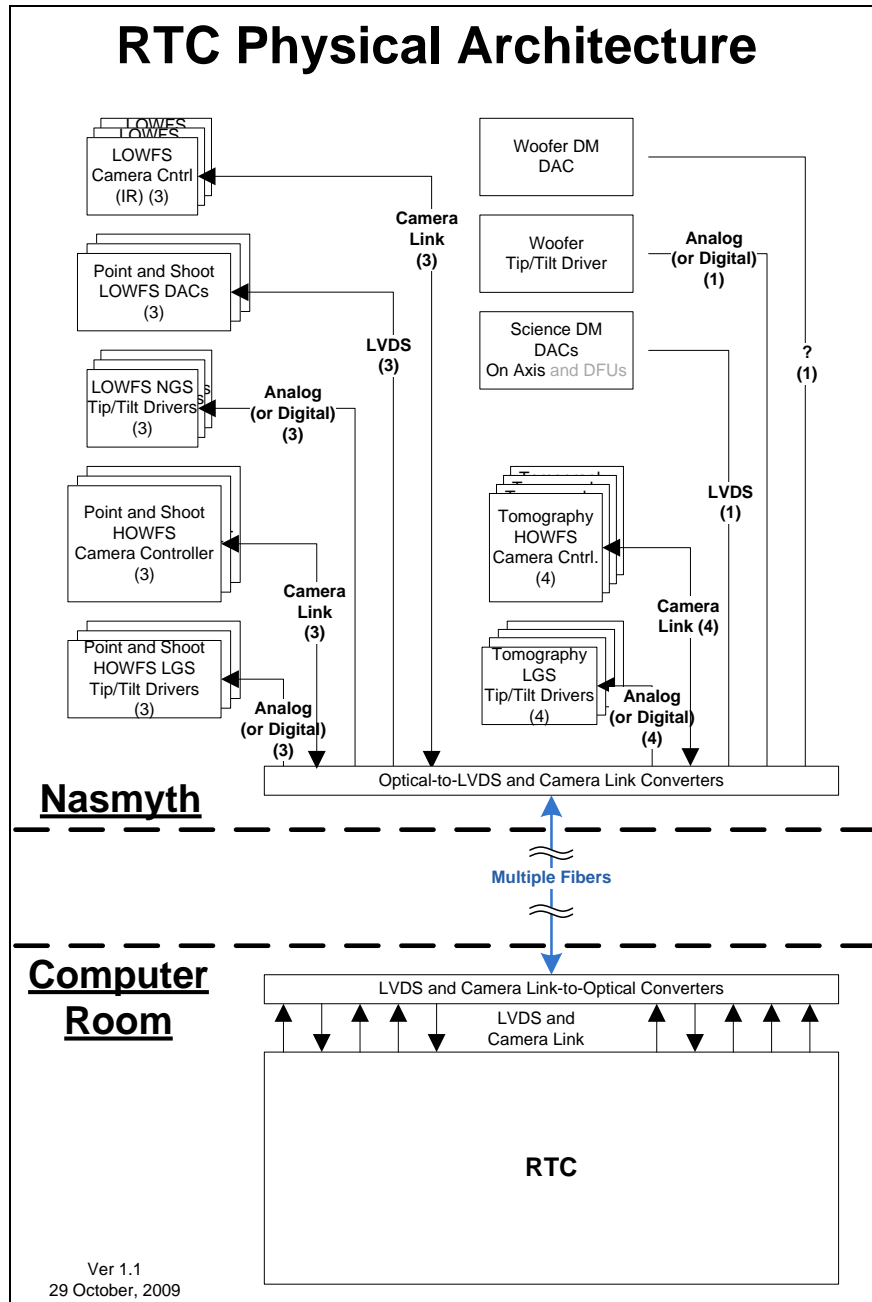 RTC Physical Architecture
LOWFS
LOWFS
LOWFS
Camera Cntrl
(IR) (3)
Point and Shoot
LOWFS DACs
(3)
LOWFS NGS
Tip/Tilt Drivers
(3)
Point and Shoot
HOWFS
Camera Controller
(3)
Point and Shoot
HOWFS LGS
Tip/Tilt Drivers
(3)
Camera
Link
(3)
LVDS
(3)
Analog
(or Digital)
(3)
Camera
Link
(3)
Analog
(or Digital)
(3)
Woofer DM
DAC
Woofer
Tip/Tilt Driver
Science DM
DACs
On Axis and DFUs
Tomography
HOWFS
Camera Cntrl.
(4)
Tomography
LGS
Tip/Tilt Drivers
(4)
Analog
(or Digital)
(1)
?
(1)
LVDS
(1)
Camera
Link (4)
Analog
(or Digital)
(4)
Optical-to-LVDS and Camera Link Converters
Nasmyth
Multiple Fibers
Computer
Room
LVDS and Camera Link-to-Optical Converters
LVDS and
Camera Link
RTC
Ver 1.1
29 October, 2009